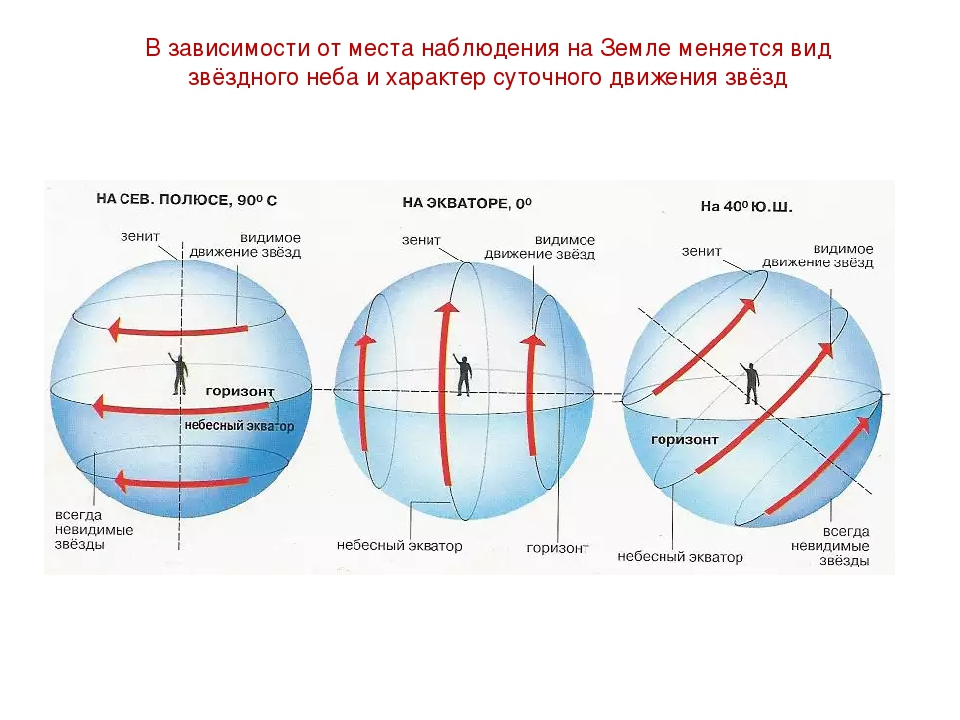 В зависимости от места наблюдения на Земле меняется вид
звёздного неба и характер суточного движения звёзд
НА СЕВ. ПОЛЮСЕ, 90⁰ С
зенит
видимое
движение звёзд
горизонт
небесный экватор
всегда
невидимые
звёзды
НА ЭКВАТОРЕ, 0⁰
зенит
видимое
движение звёзд
небесный экватор
горизонт
На 40⁰ Ю.Ш.
зенит
видимое
движение звёзд
горизонт
небесный экватор
всегда
невидимые
звёзды